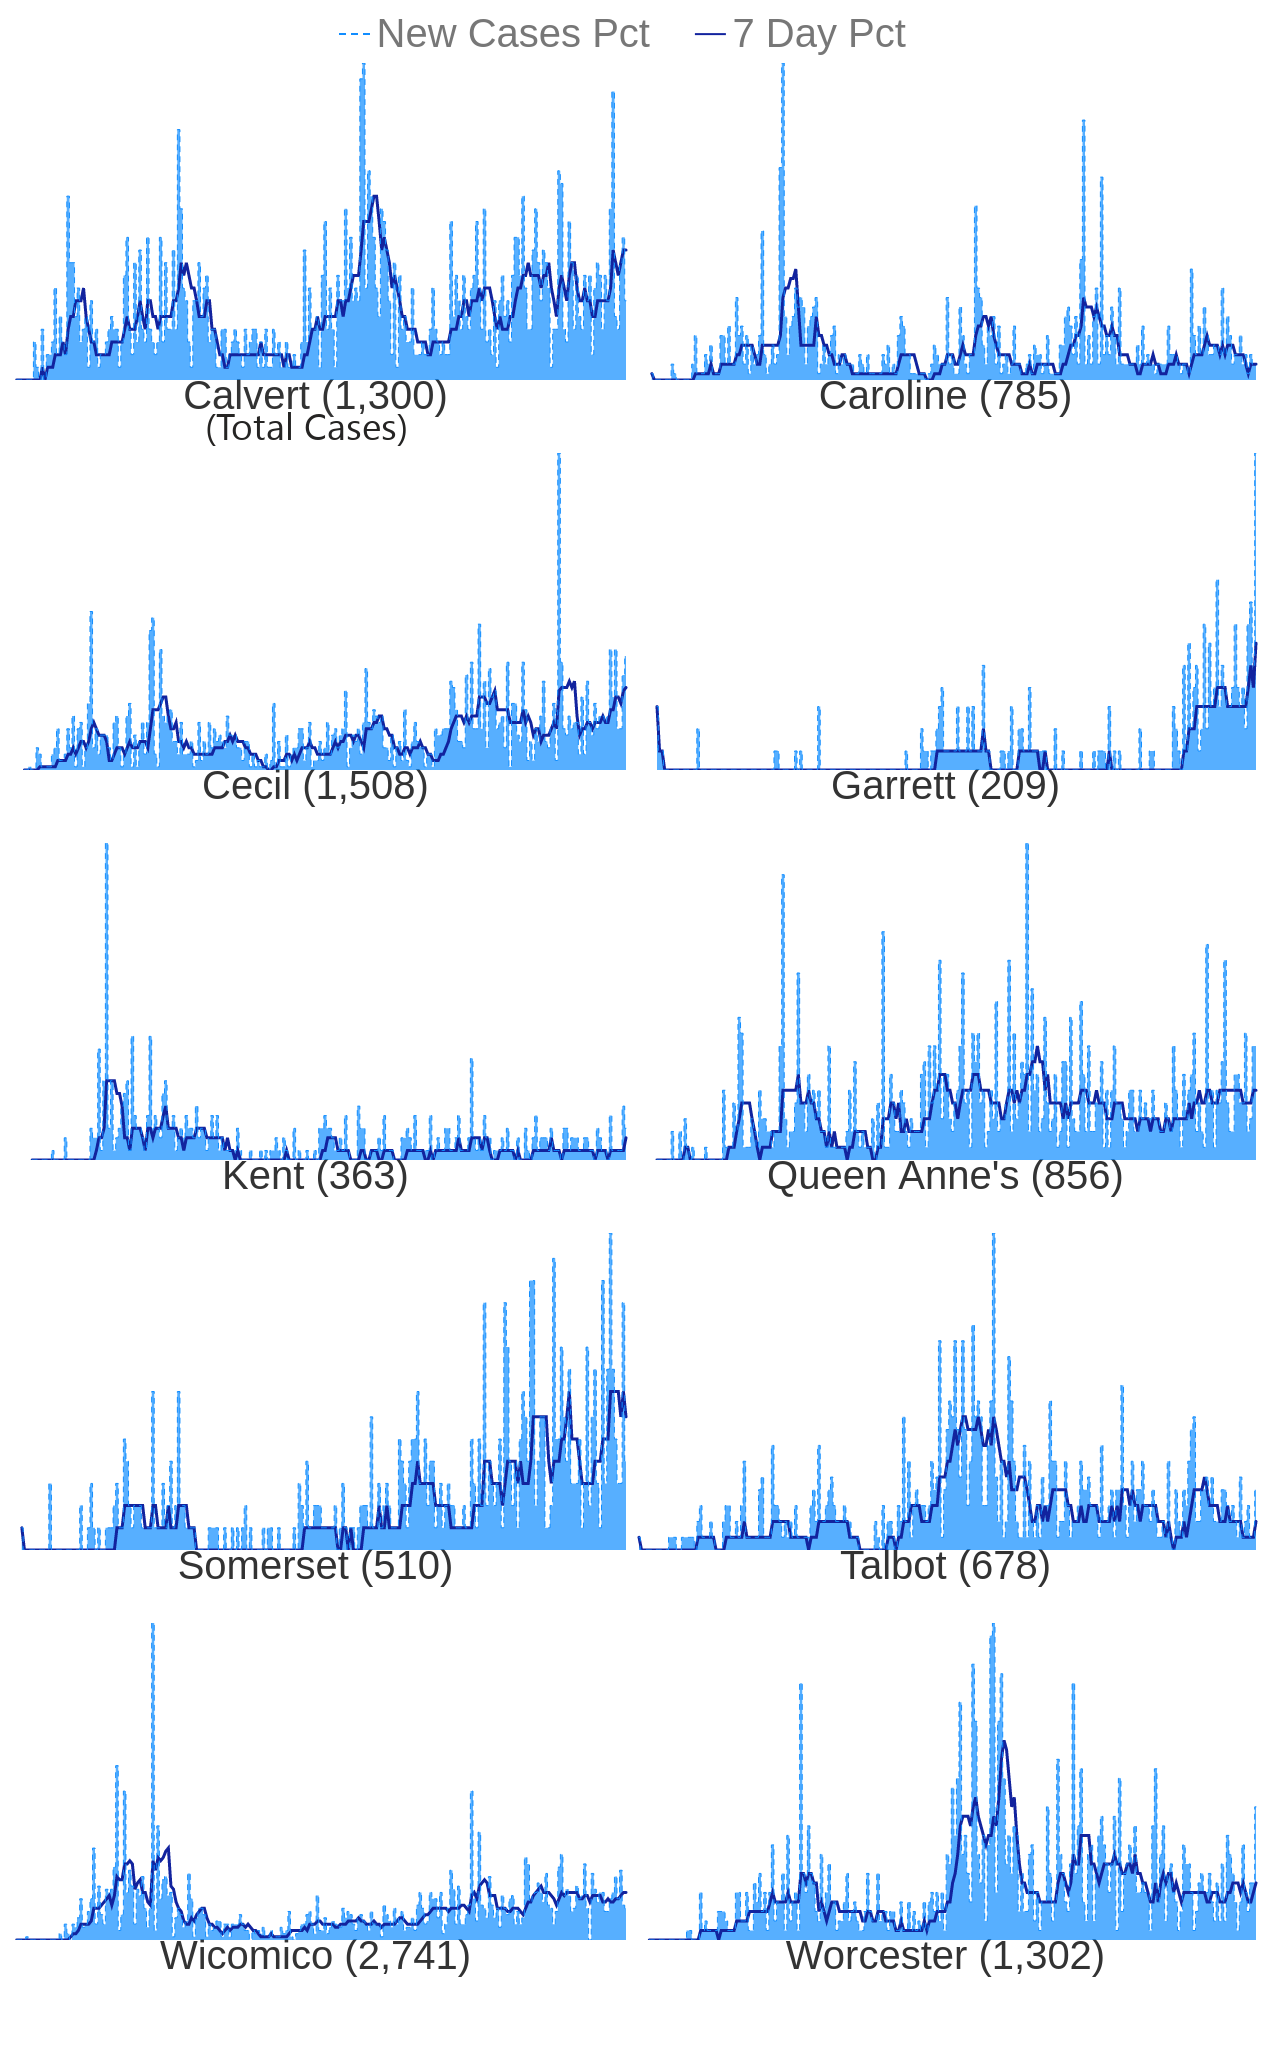 New Cases Pct 7 Day Pct
Calvert (1,300) Caroline (785)
(Total Cases)
Cecil (1,508) Garrett (209)
Kent (363) Queen Anne's (856)
Somerset (510) Talbot (678)
Wicomico (2,741) Worcester (1,302)